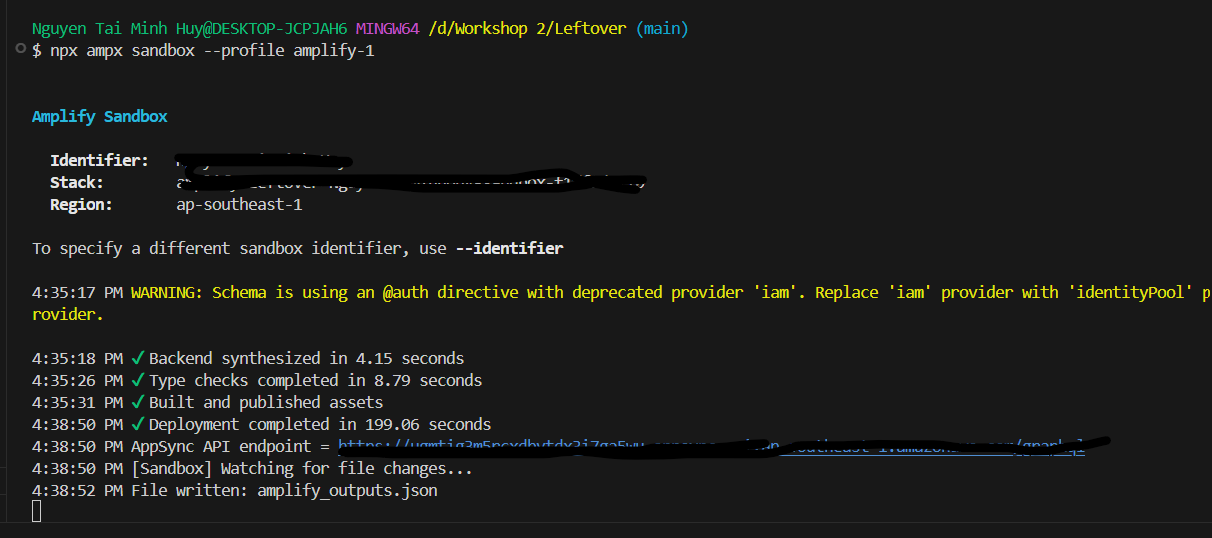 Nguyen Tai Minh Huy@DESKTOP-JCPJAH6 MINGW64 /d/Workshop 2/Leftover (main)
$ npx ampx sandbox --profile amplify-1
Amplify Sandbox
Identifier:
Stack:
Region: ap-southeast-1
To specify a different sandbox identifier, use --identifier
4:35:17 PM WARNING: Schema is using an @auth directive with deprecated provider 'iam'. Replace 'iam' provider with 'identityPool' p
rovider.
4:35:18 PM ✓ Backend synthesized in 4.15 seconds
4:35:26 PM ✓ Type checks completed in 8.79 seconds
4:35:31 PM ✓ Built and published assets
4:38:50 PM ✓ Deployment completed in 199.06 seconds
4:38:50 PM AppSync API endpoint =
4:38:50 PM [Sandbox] Watching for file changes...
4:38:52 PM File written: amplify_outputs.json